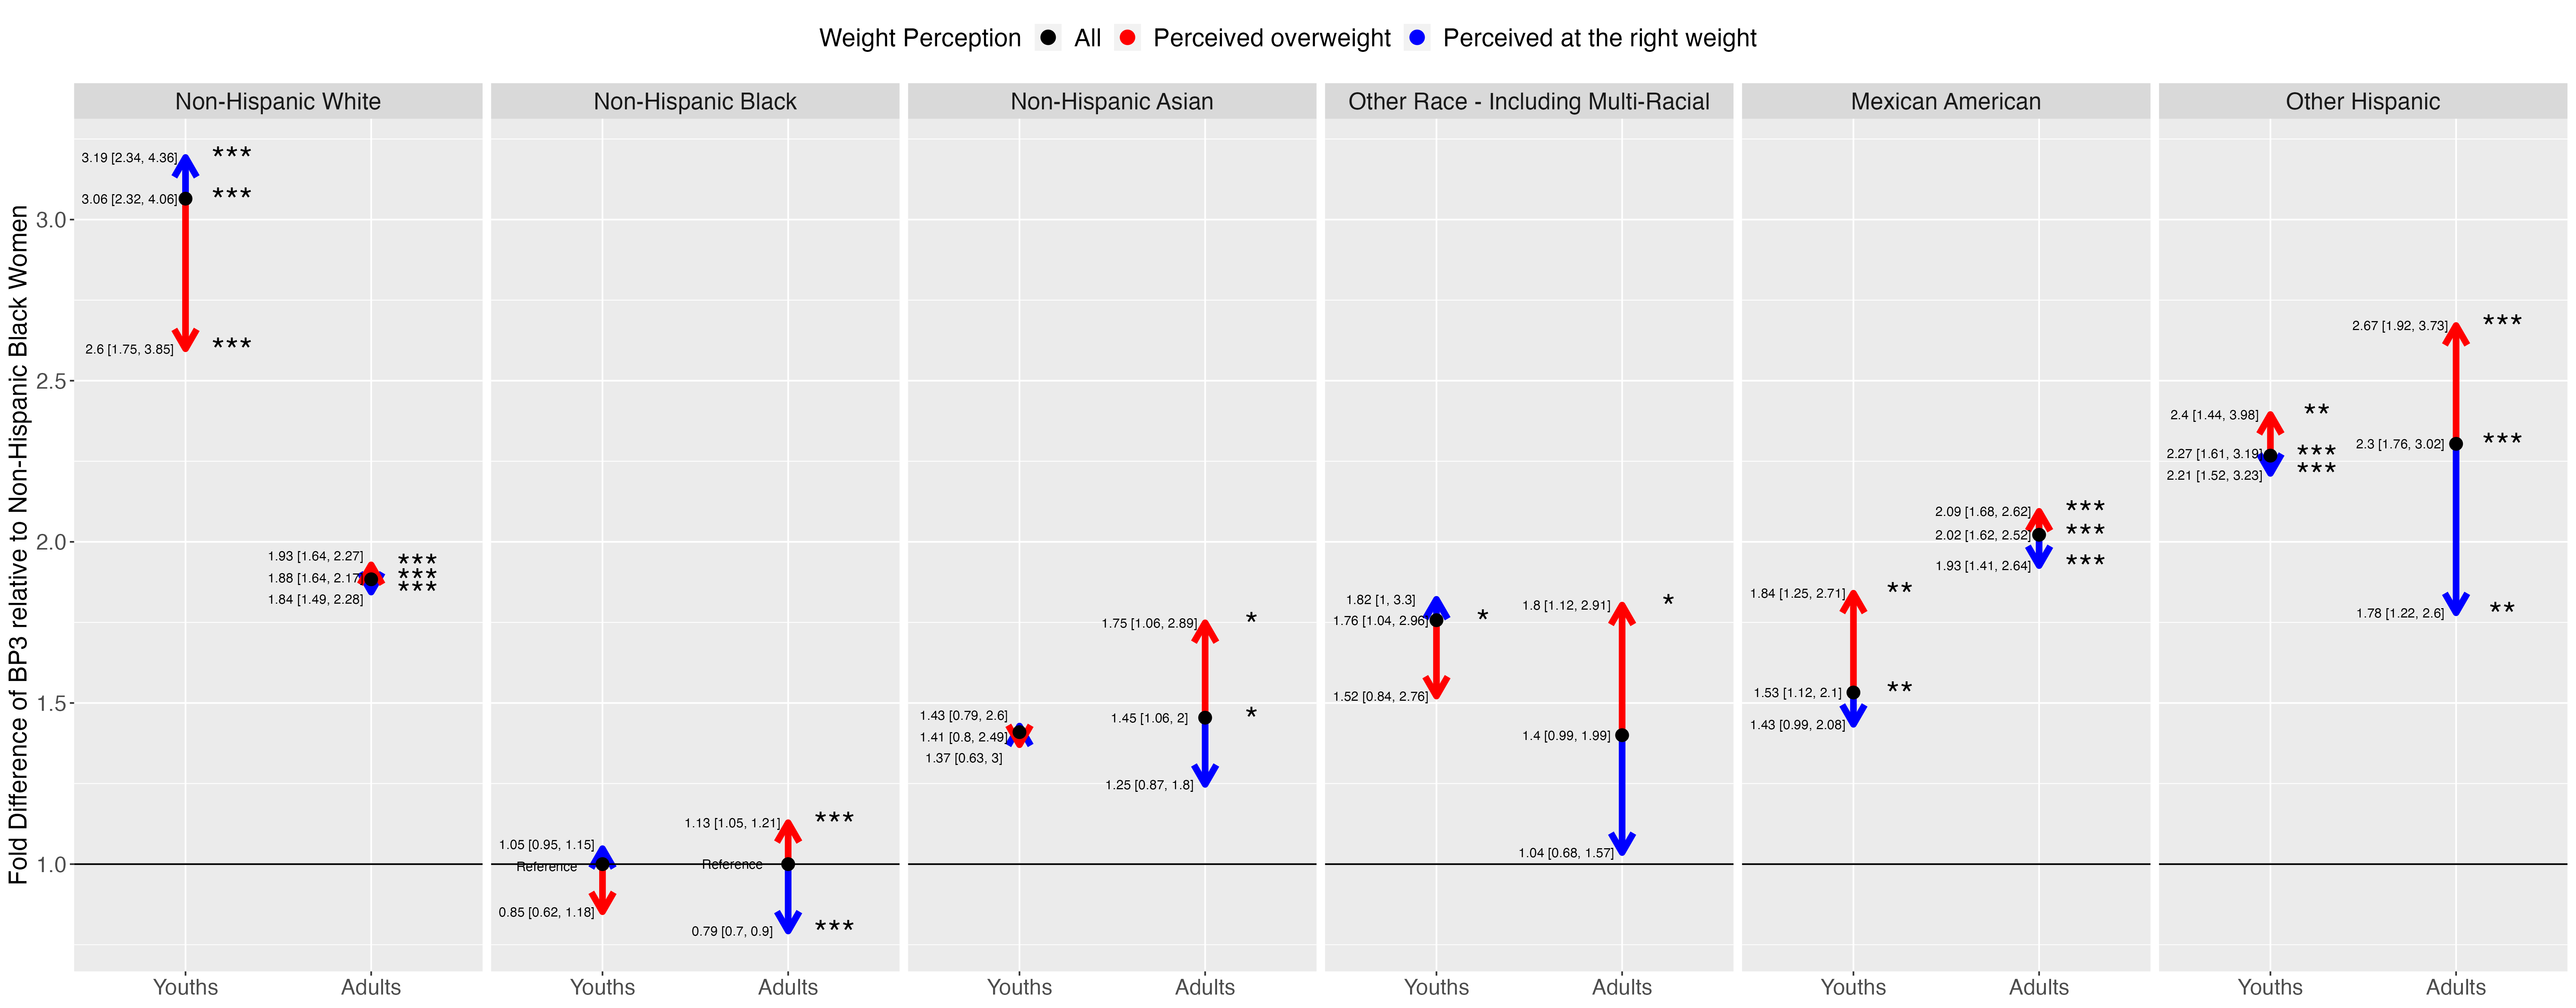 Weight Perception All Perceived overweight Perceived at the right weight
Fold Difference of BP3 relative to Non-Hispanic Black Women
3.0
2.5
2.0
1.5
1.0
Non-Hispanic White
3.19 [2.34, 4.36] ***
3.06 [2.32, 4.06] ***
2.6 [1.75, 3.85] ***
1.93 [1.64, 2.27] ***
1.88 [1.64, 2.17] ***
1.84 [1.49, 2.28] ***
Youths Adults
Non-Hispanic Black
1.05 [0.95, 1.15]
Reference
0.85 [0.62, 1.18]
1.13 [1.05, 1.21] ***
Reference
0.79 [0.7, 0.9] ***
Youths Adults
Non-Hispanic Asian
1.43 [0.79, 2.6]
1.41 [0.8, 2.49]
1.37 [0.63, 3]
1.75 [1.06, 2.89] *
1.45 [1.06, 2] *
1.25 [0.87, 1.8]
Youths Adults
Other Race - Including Multi-Racial
1.82 [1, 3.3]
1.76 [1.04, 2.96] *
1.52 [0.84, 2.76]
1.8 [1.12, 2.91] *
1.4 [0.99, 1.99]
1.04 [0.68, 1.57]
Youths Adults
Mexican American
1.84 [1.25, 2.71] **
1.53 [1.12, 2.1] **
1.43 [0.99, 2.08]
2.09 [1.68, 2.62] ***
2.02 [1.62, 2.52] ***
1.93 [1.41, 2.64] ***
Youths Adults
Other Hispanic
2.4 [1.44, 3.98] **
2.27 [1.61, 3.19] ***
2.21 [1.52, 3.23] ***
2.67 [1.92, 3.73] ***
2.3 [1.76, 3.02] ***
1.78 [1.22, 2.6] **
Youths Adults